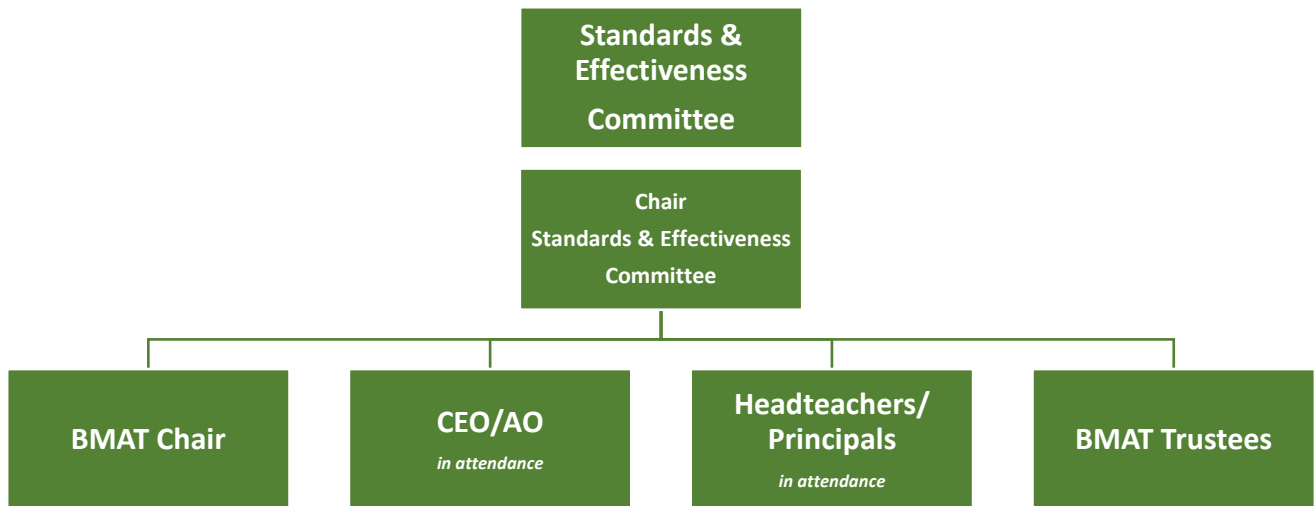 Standards &
Effectiveness
Committee
Chair
Standards & Effectiveness
Committee
BMAT Chair
CEO/AO
in attendance
Headteachers/
Principals
in attendance
BMAT Trustees